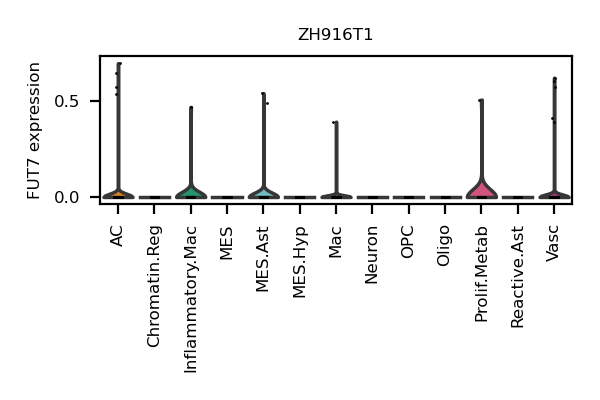 ZH916T1
FUT7 expression
0.5
0.0
AC
Chromatin.Reg
Inflammatory.Mac
MES
MES.Ast
MES.Hyp
Mac
Neuron
OPC
Oligo
Prolif.Metab
Reactive.Ast
Vasc